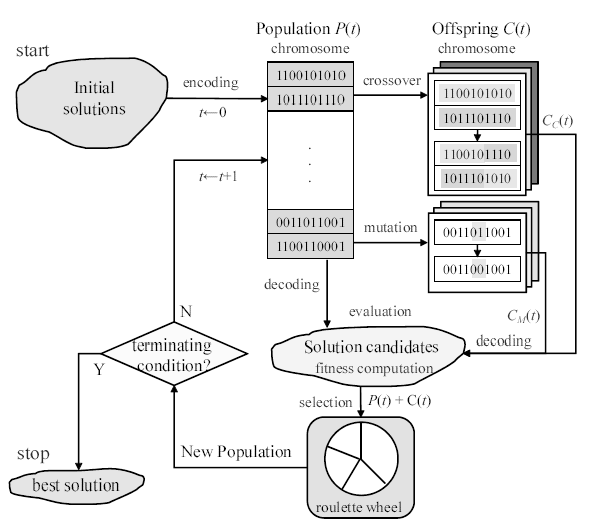 start
Initial
solutions
encoding
t←0
Population P(t)
chromosome
1100101010
1011101110
.
.
.
0011011001
1100110001
crossover
Offspring C(t)
chromosome
1100101010
1011101110
1100101110
1011101010
C_C(t)
t←t+1
mutation
0011011001
0011001001
C_M(t)
decoding
evaluation
decoding
Solution candidates
fitness computation
N
terminating
condition?
Y
selection
P(t) + C(t)
New Population
roulette wheel
stop
best solution